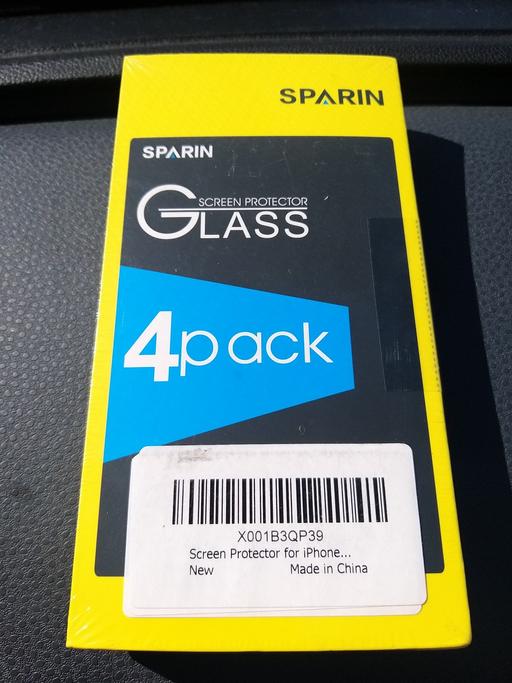 SPARIN
SPARIN
SCREEN PROTECTOR
GLASS
4pack
X001B3QP39
Screen Protector for iPhone...
New Made in China